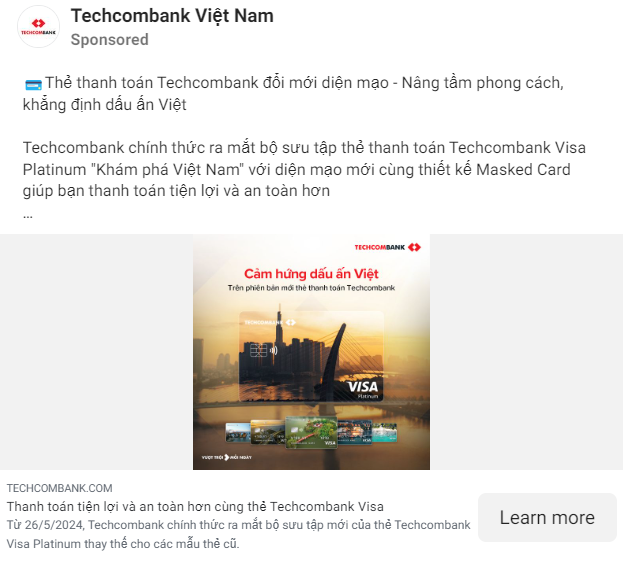 TECHCOMBANK
Techcombank Việt Nam
Sponsored
Thẻ thanh toán Techcombank đổi mới diện mạo - Nâng tầm phong cách,
khẳng định dấu ấn Việt
Techcombank chính thức ra mắt bộ sưu tập thẻ thanh toán Techcombank Visa
Platinum "Khám phá Việt Nam" với diện mạo mới cùng thiết kế Masked Card
giúp bạn thanh toán tiện lợi và an toàn hơn
...
TECHCOMBANK
Cảm hứng dấu ấn Việt
Trên phiên bản mới thẻ thanh toán Techcombank
TECHCOMBANK
VISA
Platinum
VISA
VƯỢT TRỘI MỖI NGÀY
TECHCOMBANK.COM
Thanh toán tiện lợi và an toàn hơn cùng thẻ Techcombank Visa
Từ 26/5/2024, Techcombank chính thức ra mắt bộ sưu tập mới của thẻ Techcombank
Visa Platinum thay thế cho các mẫu thẻ cũ.
Learn more